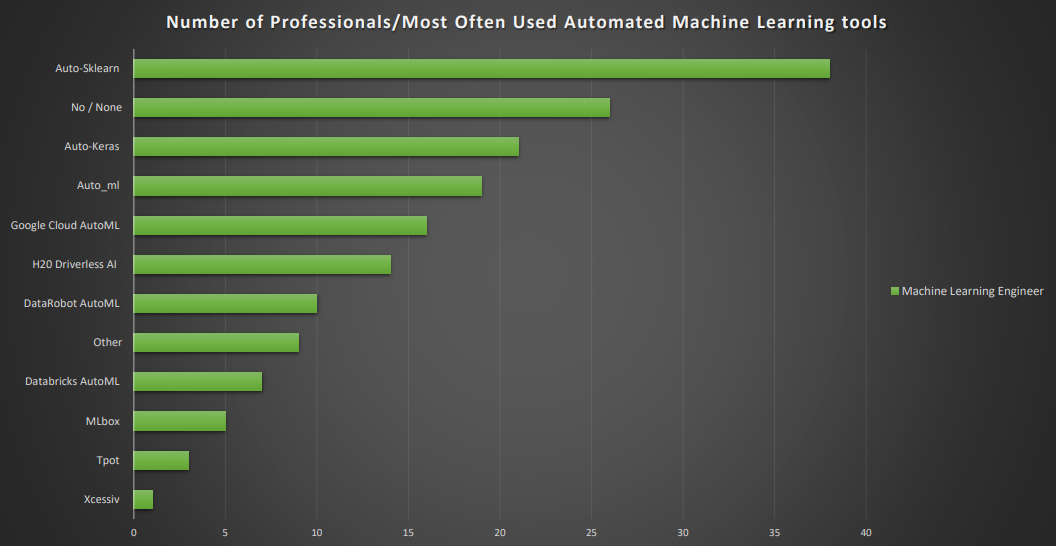 Number of Professionals/Most Often Used Automated Machine Learning tools
Auto-Sklearn
No / None
Auto-Keras
Auto_ml
Google Cloud AutoML
H20 Driverless AI
DataRobot AutoML
Other
Databricks AutoML
MLbox
Tpot
Xcessiv
0 5 10 15 20 25 30 35 40
Machine Learning Engineer